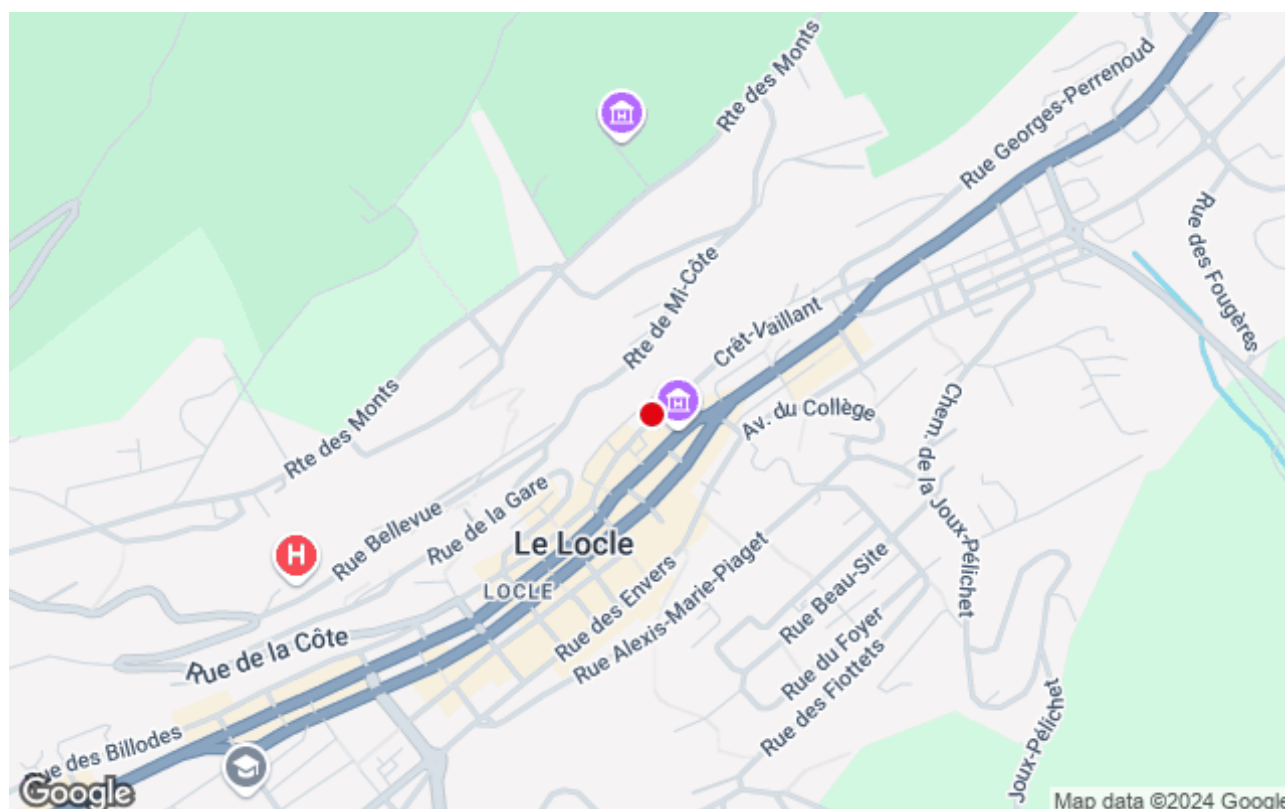 Rte des Monts
Rue Georges-Perrenoud
Rue des Fougères
Rte de Mi-Côte
Crêt-Vaillant
H
Av. du Collège
Rte des Monts
Chem. de la Joux-Pélichet
Rue de la Gare
Rue Bellevue
H
Le Locle
LOCLE
Rue des Envers
Rue Alexis-Marie-Piaget
Rue Beau-Site
Rue du Foyer
Rue des Fiottets
Rue de la Côte
Joux-Pélichet
ue des Billodes
Google
Map data ©2024 Google